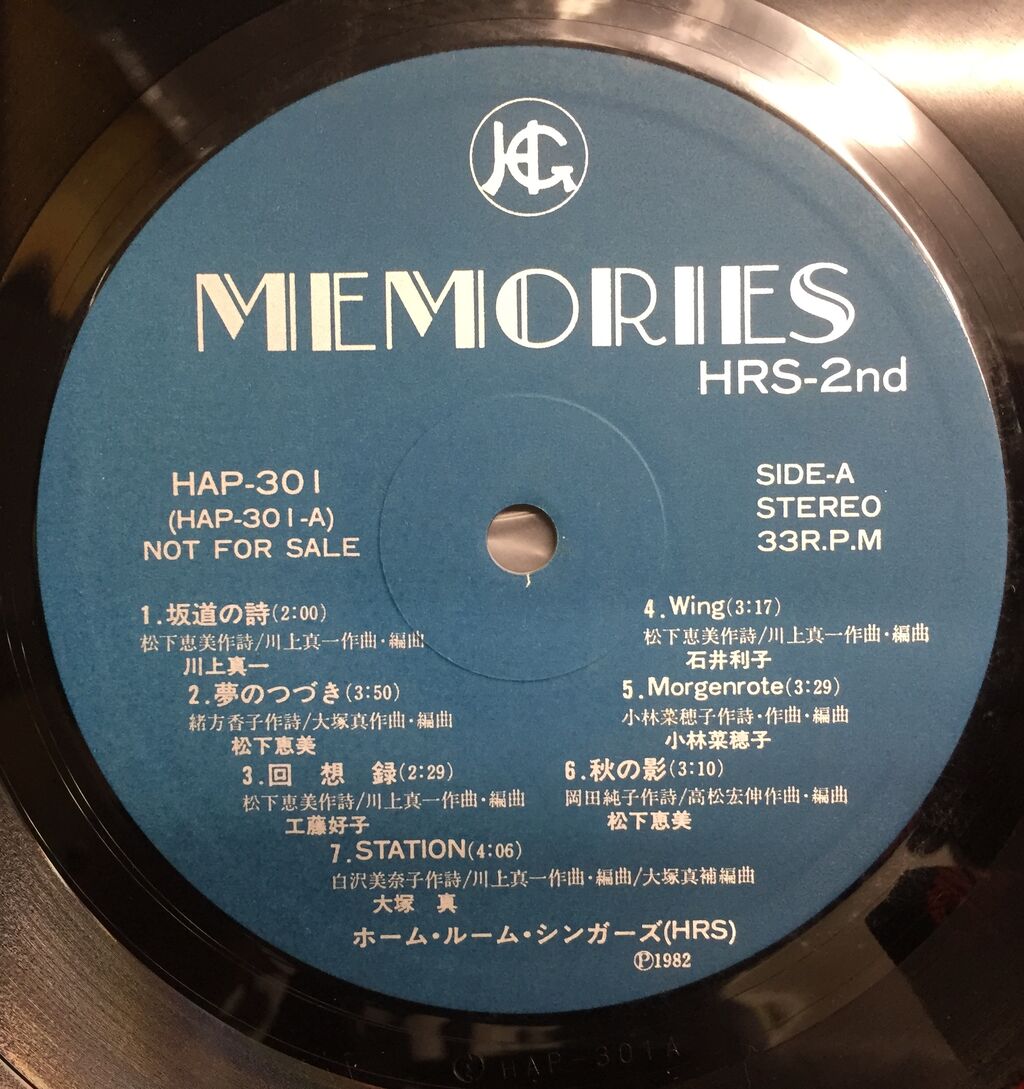 HG
MEMORIES
HRS-2nd
HAP-301
(HAP-301-A)
NOT FOR SALE
SIDE-A
STEREO
33R.P.M
1.坂道の詩(2:00)
松下恵美作詩/川上真一作曲・編曲
川上真一
2.夢のつづき(3:50)
緒方香子作詩/大塚真作曲・編曲
松下恵美
3.回 想 録(2:29)
松下恵美作詩/川上真一作曲・編曲
工藤好子
4.Wing(3:17)
松下恵美作詩/川上真一作曲・編曲
石井利子
5.Morgenrote(3:29)
小林菜穂子作詩・作曲・編曲
小林菜穂子
6.秋の影(3:10)
岡田純子作詩/高松宏伸作曲・編曲
松下恵美
7.STATION(4:06)
白沢美奈子作詩/川上真一作曲・編曲/大塚真補編曲
大塚 真
ホーム・ルーム・シンガーズ(HRS)
Ⓟ1982
HAP-301A